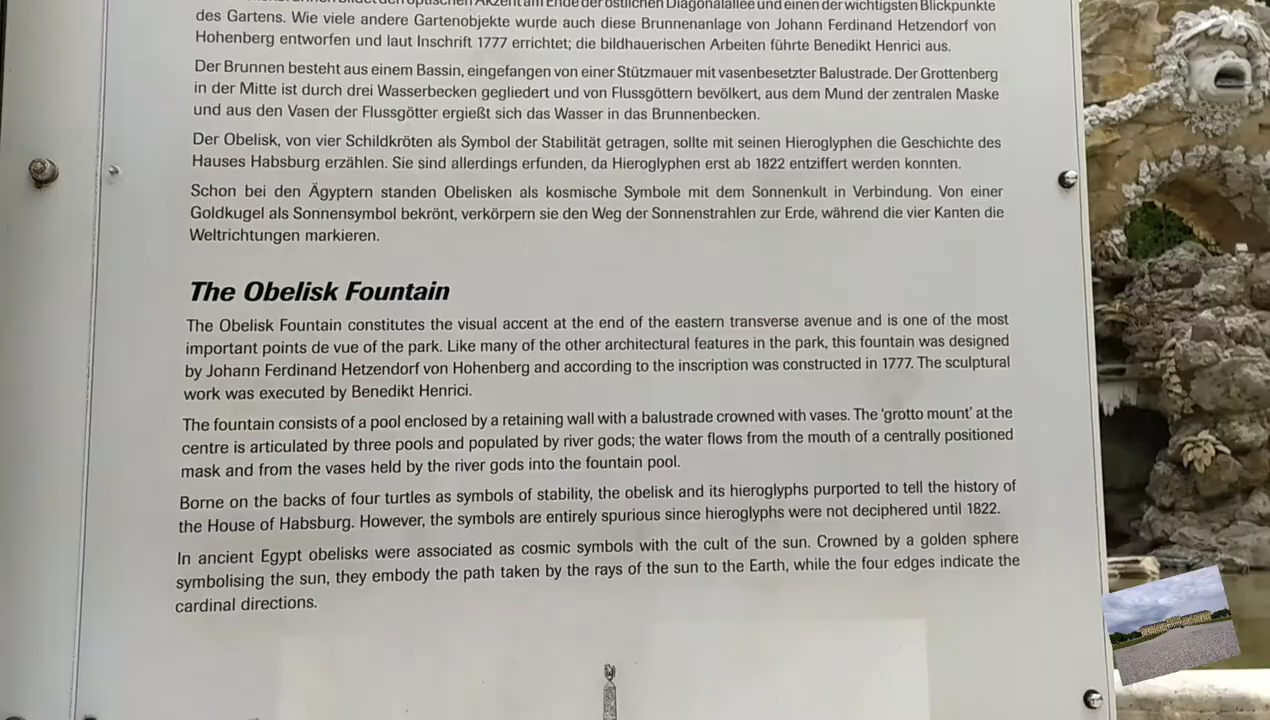 optischen Akzent am Ende der östlichen Diagonalallee und einen der wichtigsten Blickpunkte
des Gartens. Wie viele andere Gartenobjekte wurde auch diese Brunnenanlage von Johann Ferdinand Hetzendorf von
Hohenberg entworfen und laut Inschrift 1777 errichtet; die bildhauerischen Arbeiten führte Benedikt Henrici aus.
Der Brunnen besteht aus einem Bassin, eingefangen von einer Stützmauer mit vasenbesetzter Balustrade. Der Grottenberg
in der Mitte ist durch drei Wasserbecken gegliedert und von Flussgöttern bevölkert, aus dem Mund der zentralen Maske
und aus den Vasen der Flussgötter ergießt sich das Wasser in das Brunnenbecken.
Der Obelisk, von vier Schildkröten als Symbol der Stabilität getragen, sollte mit seinen Hieroglyphen die Geschichte des
Hauses Habsburg erzählen. Sie sind allerdings erfunden, da Hieroglyphen erst ab 1822 entziffert werden konnten.
Schon bei den Ägyptern standen Obelisken als kosmische Symbole mit dem Sonnenkult in Verbindung. Von einer
Goldkugel als Sonnensymbol bekrönt, verkörpern sie den Weg der Sonnenstrahlen zur Erde, während die vier Kanten die
Weltrichtungen markieren.
The Obelisk Fountain
The Obelisk Fountain constitutes the visual accent at the end of the eastern transverse avenue and is one of the most
important points de vue of the park. Like many of the other architectural features in the park, this fountain was designed
by Johann Ferdinand Hetzendorf von Hohenberg and according to the inscription was constructed in 1777. The sculptural
work was executed by Benedikt Henrici.
The fountain consists of a pool enclosed by a retaining wall with a balustrade crowned with vases. The 'grotto mount' at the
centre is articulated by three pools and populated by river gods; the water flows from the mouth of a centrally positioned
mask and from the vases held by the river gods into the fountain pool.
Borne on the backs of four turtles as symbols of stability, the obelisk and its hieroglyphs purported to tell the history of
the House of Habsburg. However, the symbols are entirely spurious since hieroglyphs were not deciphered until 1822.
In ancient Egypt obelisks were associated as cosmic symbols with the cult of the sun. Crowned by a golden sphere
symbolising the sun, they embody the path taken by the rays of the sun to the Earth, while the four edges indicate the
cardinal directions.